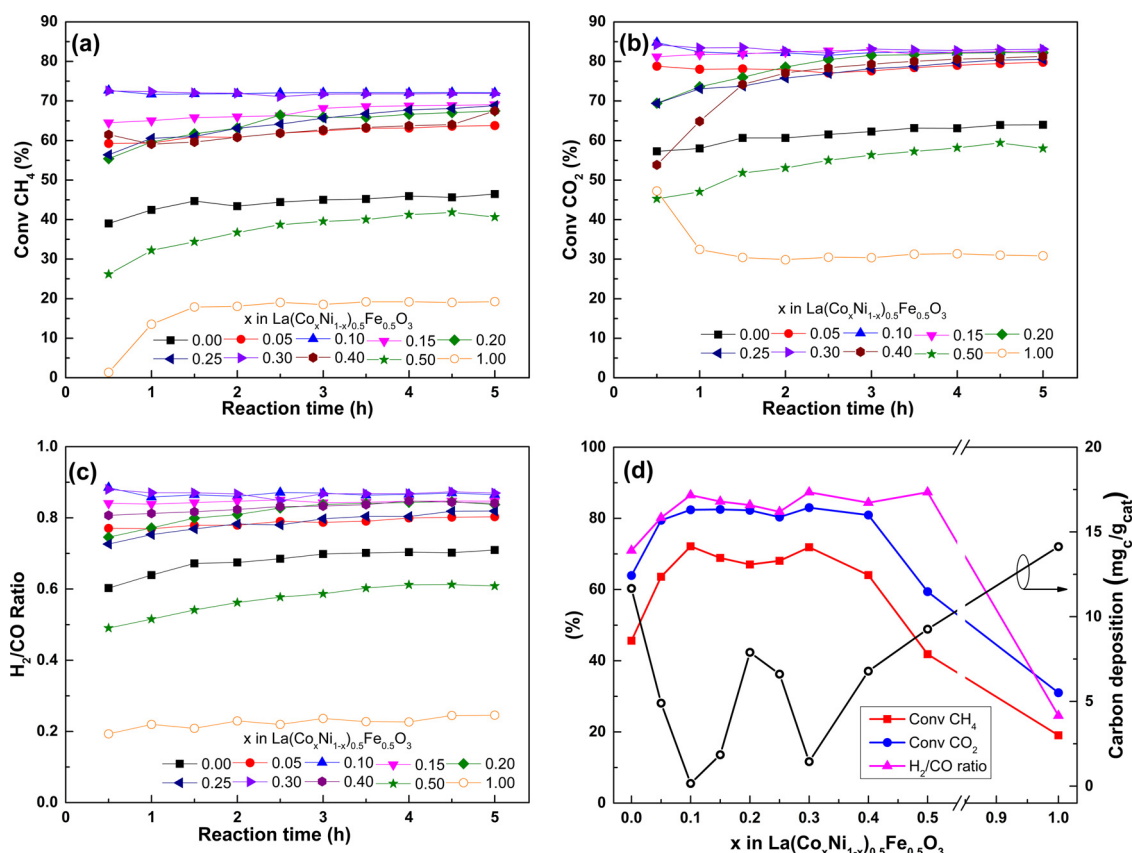 (a)
90
80
70
60
50
40
30
20
10
0
Conv CH4 (%)
x in La(CoxNi1-x)0.5Fe0.5O3
0.00 0.05 0.10 0.15 0.20
0.25 0.30 0.40 0.50 1.00
0 1 2 3 4 5
Reaction time (h)
(b)
90
80
70
60
50
40
30
20
10
0
Conv CO2 (%)
x in La(CoxNi1-x)0.5Fe0.5O3
0.00 0.05 0.10 0.15 0.20
0.25 0.30 0.40 0.50 1.00
0 1 2 3 4 5
Reaction time (h)
(c)
1.0
0.8
0.6
0.4
0.2
0.0
H2/CO Ratio
x in La(CoxNi1-x)0.5Fe0.5O3
0.00 0.05 0.10 0.15 0.20
0.25 0.30 0.40 0.50 1.00
0 1 2 3 4 5
Reaction time (h)
(d)
100
80
60
40
20
0
(%)
20
15
10
5
0
Carbon deposition (mgc/gcat)
Conv CH4
Conv CO2
H2/CO ratio
0.0 0.1 0.2 0.3 0.4 0.5 0.9 1.0
x in La(CoxNi1-x)0.5Fe0.5O3